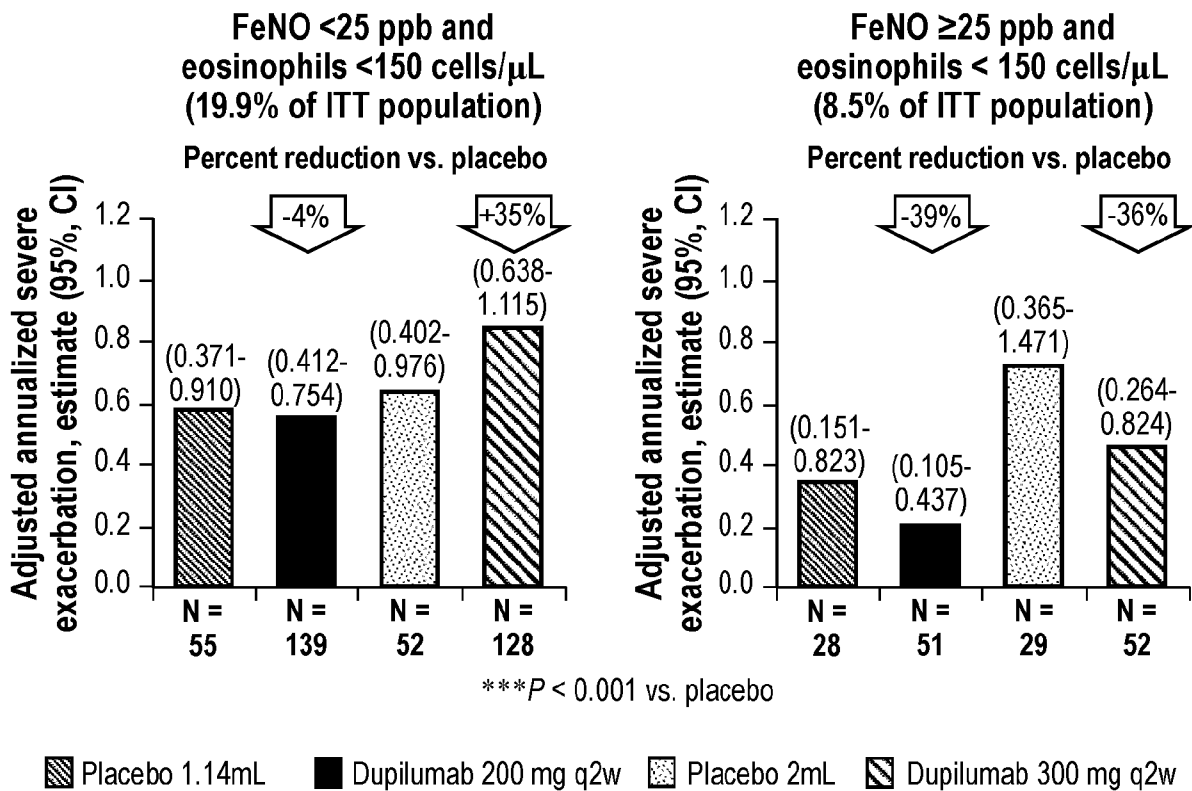 FeNO <25 ppb and
eosinophils <150 cells/μL
(19.9% of ITT population)
Percent reduction vs. placebo
-4%
+35%
Adjusted annualized severe
exacerbation, estimate (95%, CI)
1.2
1.0
0.8
0.6
0.4
0.2
0.0
(0.371-
0.910)
(0.412-
0.754)
(0.402-
0.976)
(0.638-
1.115)
N =
55
N =
139
N =
52
N =
128
FeNO ≥25 ppb and
eosinophils < 150 cells/μL
(8.5% of ITT population)
Percent reduction vs. placebo
-39%
-36%
Adjusted annualized severe
exacerbation, estimate (95%, CI)
1.2
1.0
0.8
0.6
0.4
0.2
0.0
(0.151-
0.823)
(0.105-
0.437)
(0.365-
1.471)
(0.264-
0.824)
N =
28
N =
51
N =
29
N =
52
***P < 0.001 vs. placebo
Placebo 1.14mL
Dupilumab 200 mg q2w
Placebo 2mL
Dupilumab 300 mg q2w